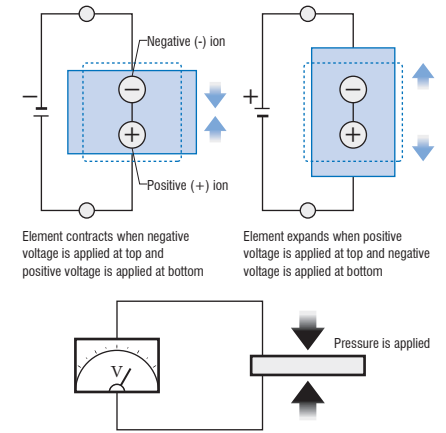 Negative (-) ion
−
−
+
Positive (+) ion
Element contracts when negative
voltage is applied at top and
positive voltage is applied at bottom
+
−
+
Element expands when positive
voltage is applied at top and negative
voltage is applied at bottom
V
Pressure is applied